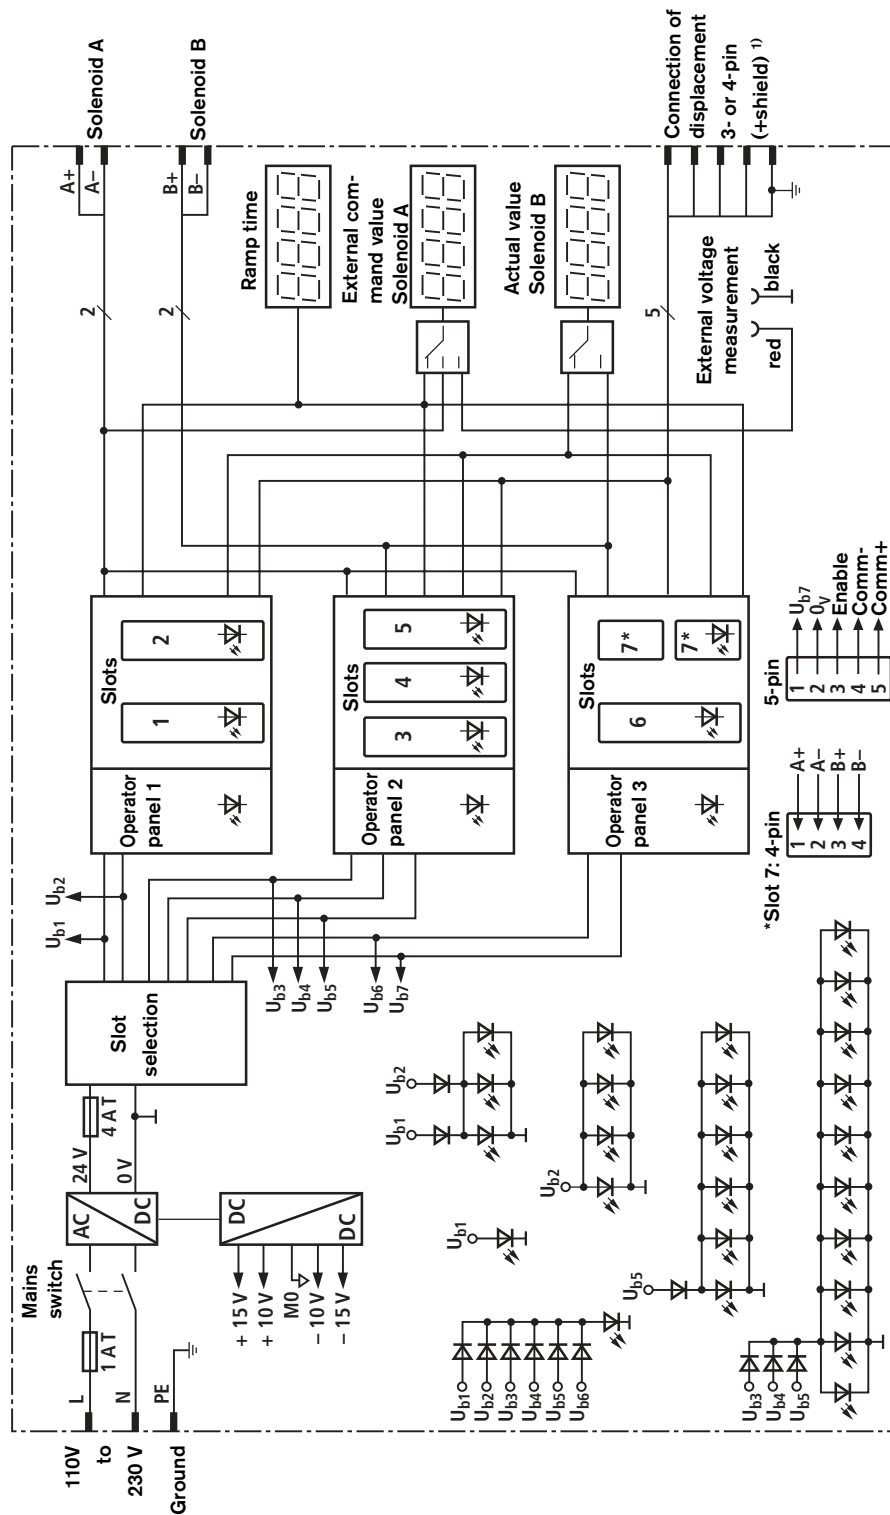 110V
to
230 V
Ground
L
N
PE
1 A T
Mains
switch
AC
DC
24 V
0 V
4 A T
DC
DC
+ 15 V
+ 10 V
M0
– 10 V
– 15 V
Slot
selection
Ub1
Ub2
Ub3
Ub4
Ub5
Ub6
Ub7
Operator
panel 1
Slots
1
2
Operator
panel 2
Slots
3
4
5
Operator
panel 3
Slots
6
7*
7*
2
2
5
A+
A–
Solenoid A
B+
B–
Solenoid B
Ramp time
External com-
mand value
Solenoid A
Actual value
Solenoid B
Connection of
displacement
3- or 4-pin
(+shield) 1)
External voltage
measurement
red
black
Ub1
Ub2
Ub3
Ub4
Ub5
Ub6
Ub1
Ub1
Ub2
Ub2
Ub5
Ub3
Ub4
Ub5
*Slot 7: 4-pin
1 A+
2 A–
3 B+
4 B–
5-pin
1 Ub7
2 0V
3 Enable
4 Comm-
5 Comm+